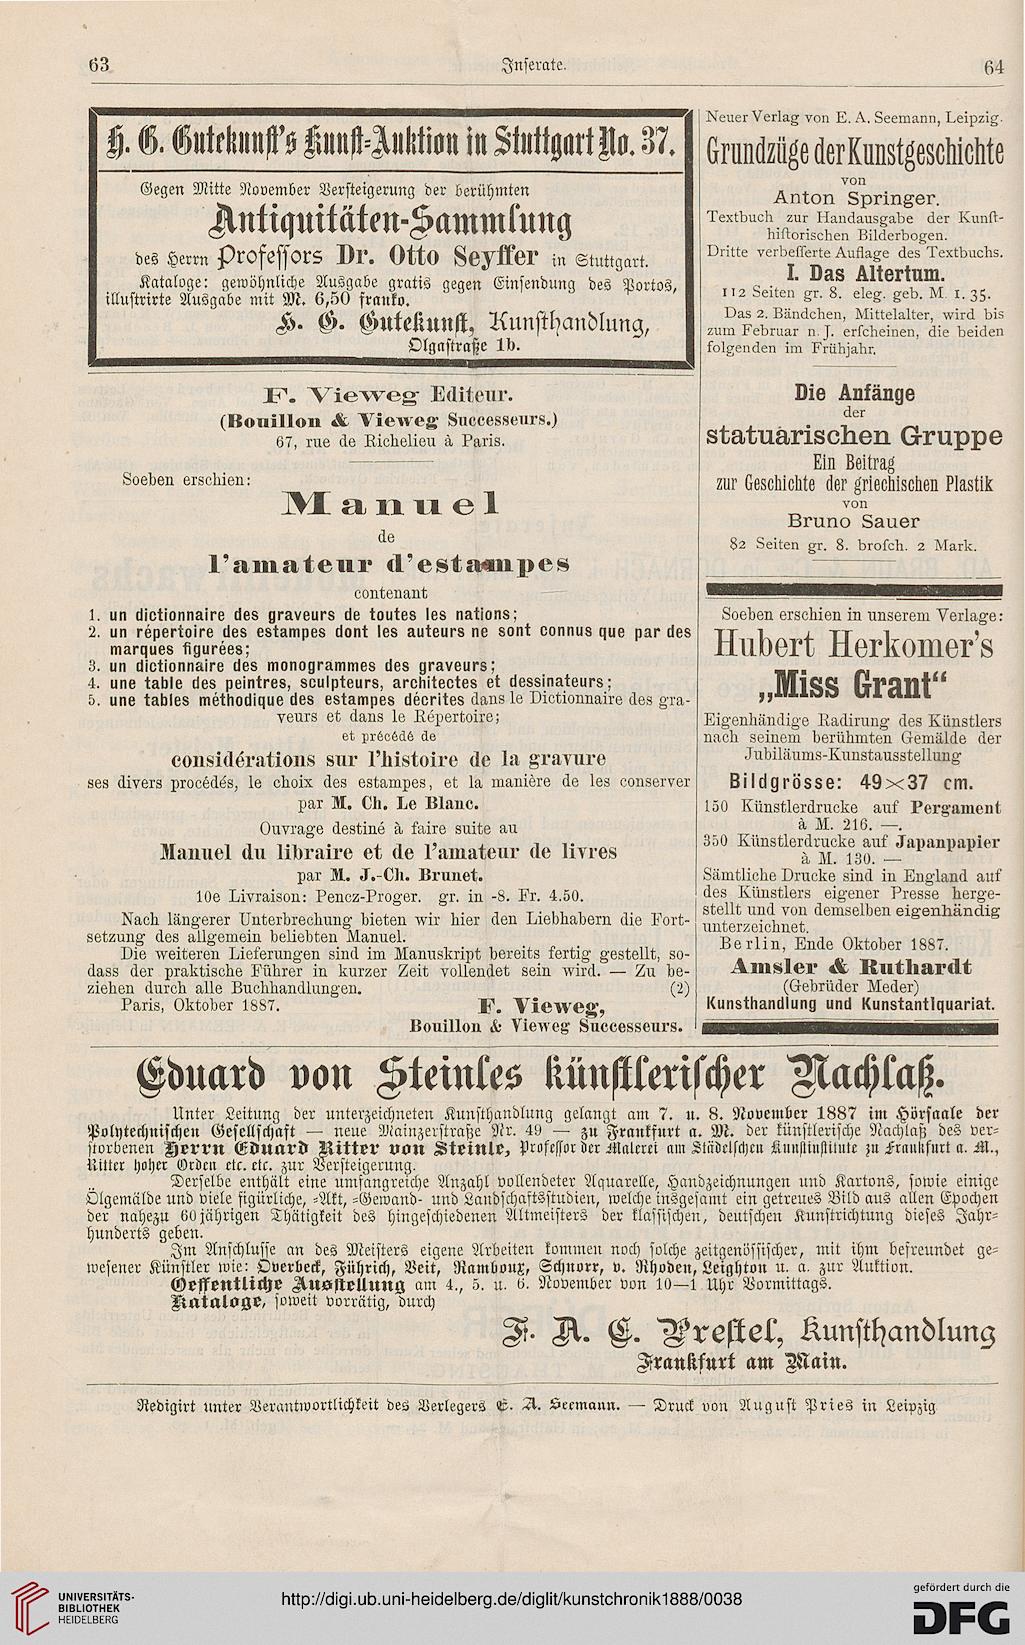 63
Inserate.
64
H. G. Gutekunst's Kunst-Auktion in Stuttgart No. 37.
Gegen Mitte November Versteigerung der berühmten
Antiquitäten-Sammlung
des Herrn Professors Dr. Otto Seyffer in Stuttgart.
Kataloge: gewöhnliche Ausgabe gratis gegen Einsendung des Portos,
illustrirte Ausgabe mit M. 6,50 franko.
H. G. Gutekunst, Kunsthandlung,
Olgastraße 1b.
F. Vieweg Editeur.
(Bouillon & Vieweg Successeurs.)
67, rue de Richelieu à Paris.
Soeben erschien:
Manuel
de
l'amateur d'estampes
contenant
1. un dictionnaire des graveurs de toutes les nations;
2. un répertoire des estampes dont les auteurs ne sont connus que par des
marques figurées;
3. un dictionnaire des monogrammes des graveurs;
4. une table des peintres, sculpteurs, architectes et dessinateurs;
5. une tables méthodique des estampes décrites dans le Dictionnaire des gra-
veurs et dans le Répertoire;
et précédé de
considérations sur l'histoire de la gravure
ses divers procédés, le choix des estampes, et la manière de les conserver
par M. Ch. Le Blanc.
Ouvrage destiné à faire suite au
Manuel du libraire et de l'amateur de livres
par M. J.-Ch. Brunet.
10e Livraison: Pencz-Proger. gr. in -8. Fr. 4.50.
Nach längerer Unterbrechung bieten wir hier den Liebhabern die Fort-
setzung des allgemein beliebten Manuel.
Die weiteren Lieferungen sind im Manuskript bereits fertig gestellt, so-
dass der praktische Führer in kurzer Zeit vollendet sein wird. — Zu be-
ziehen durch alle Buchhandlungen. (2)
Paris, Oktober 1887. F. Vieweg,
Bouillon & Vieweg Successeurs.
Neuer Verlag von E. A. Seemann, Leipzig.
Grundzüge der Kunstgeschichte
von
Anton Springer.
Textbuch zur Handausgabe der Kunst-
historischen Bilderbogen.
Dritte verbesserte Auflage des Textbuchs.
I. Das Altertum.
112 Seiten gr. 8. eleg. geb. M. 1. 35.
Das 2. Bändchen, Mittelalter, wird bis
zum Februar n. J. erscheinen, die beiden
folgenden im Frühjahr.
Die Anfänge
der
statuarischen Gruppe
Ein Beitrag
zur Geschichte der griechischen Plastik
von
Bruno Sauer
82 Seiten gr. 8. brosch. 2 Mark.
Soeben erschien in unserem Verlage:
Hubert Herkomer's
„Miss Grant“
Eigenhändige Radirung des Künstlers
nach seinem berühmten Gemälde der
Jubiläums-Kunstausstellung
Bildgrösse: 49×37 cm.
150 Künstlerdrucke auf Pergament
à M. 216. —.
350 Künstlerdrucke auf Japanpapier
à M. 130. —
Sämtliche Drucke sind in England auf
des Künstlers eigener Presse herge-
stellt und von demselben eigenhändig
unterzeichnet.
Berlin, Ende Oktober 1887.
Amsler & Ruthardt
(Gebrüder Meder)
Kunsthandlung und Kunstantiquariat.
Eduard von Steinles künstlerischer Nachlaß.
Unter Leitung der unterzeichneten Kunsthandlung gelangt am 7. u. 8. November 1887 im Hörsaale der
Polytechnischen Gesellschaft — neue Mainzerstraße Nr. 49 — zu Frankfurt a. M. der künstlerische Nachlaß des ver-
storbenen Herrn Eduard Ritter von Steinle, Professor der Malerei am Städelschen Kunstinstitute zu Frankfurt a. M.,
Ritter hoher Orden etc. etc. zur Versteigerung.
Derselbe enthält eine umfangreiche Anzahl vollendeter Aquarelle, Handzeichnungen und Kartons, sowie einige
Ölgemälde und viele figürliche, -Akt, -Gewand- und Landschaftsstudien, welche insgesamt ein getreues Bild aus allen Epochen
der nahezu 60 jährigen Thätigkeit des hingeschiedenen Altmeisters der klassischen, deutschen Kunstrichtung dieses Jahr-
hunderts geben.
Im Anschlusse an des Meisters eigene Arbeiten kommen noch solche zeitgenössischer, mit ihm befreundet ge-
wesener Künstler wie: Overbeck, Führich, Veit, Ramboux, Schnorr, v. Rhoden, Leighton u. a. zur Auktion.
Oeffentliche Ausstellung am 4., 5. u. 6. November von 10—1 Uhr Vormittags.
Kataloge, soweit vorrätig, durch
F. A. C. Prestel, Kunsthandlung
Frankfurt am Main.
Redigirt unter Verantwortlichkeit des Verlegers E. A. Seemann. — Druck von August Pries in Leipzig
UNIVERSITÄTS-
BIBLIOTHEK
HEIDELBERG
http://digi.ub.uni-heidelberg.de/diglit/kunstchronik1888/0038
gefördert durch die
DFG